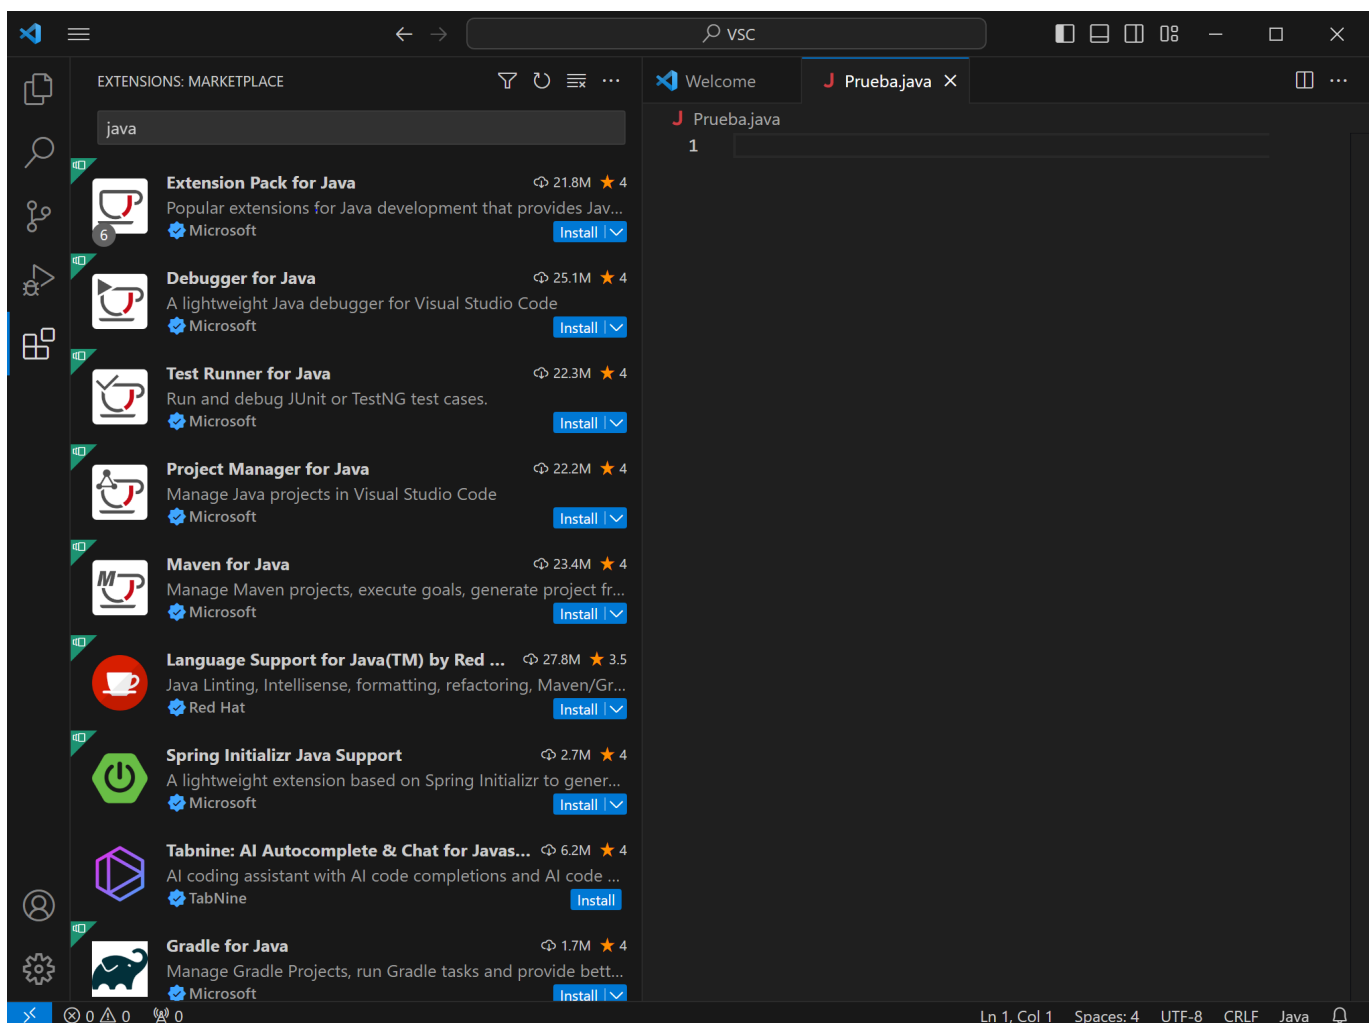 VSC
EXTENSIONS: MARKETPLACE
Welcome
J Prueba.java
java
J Prueba.java
1
Extension Pack for Java 21.8M ★ 4
Popular extensions for Java development that provides Jav...
6
Microsoft Install
Debugger for Java 25.1M ★ 4
A lightweight Java debugger for Visual Studio Code
Microsoft Install
Test Runner for Java 22.3M ★ 4
Run and debug JUnit or TestNG test cases.
Microsoft Install
Project Manager for Java 22.2M ★ 4
Manage Java projects in Visual Studio Code
Microsoft Install
M
Maven for Java 23.4M ★ 4
Manage Maven projects, execute goals, generate project fr...
Microsoft Install
Language Support for Java(TM) by Red ... 27.8M ★ 3.5
Java Linting, Intellisense, formatting, refactoring, Maven/Gr...
Red Hat Install
Spring Initializr Java Support 2.7M ★ 4
A lightweight extension based on Spring Initializr to gener...
Microsoft Install
Tabnine: AI Autocomplete & Chat for Javas... 6.2M ★ 4
AI coding assistant with AI code completions and AI code ...
TabNine Install
Gradle for Java 1.7M ★ 4
Manage Gradle Projects, run Gradle tasks and provide bett...
Microsoft Install
0 0 0 Ln 1, Col 1 Spaces: 4 UTF-8 CRLF Java